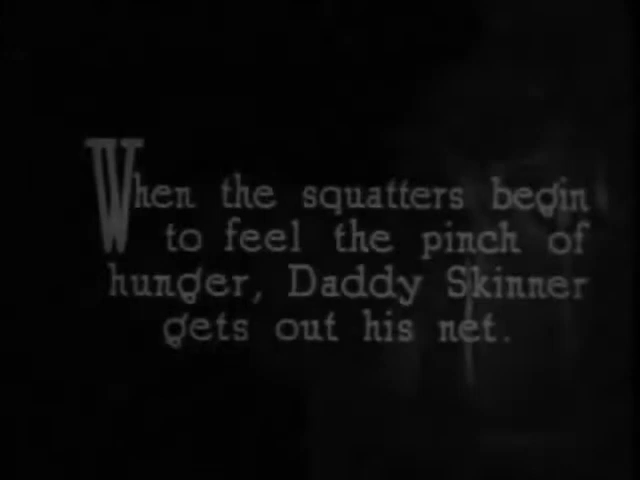 When the squatters begin
to feel the pinch of
hunger, Daddy Skinner
gets out his net.